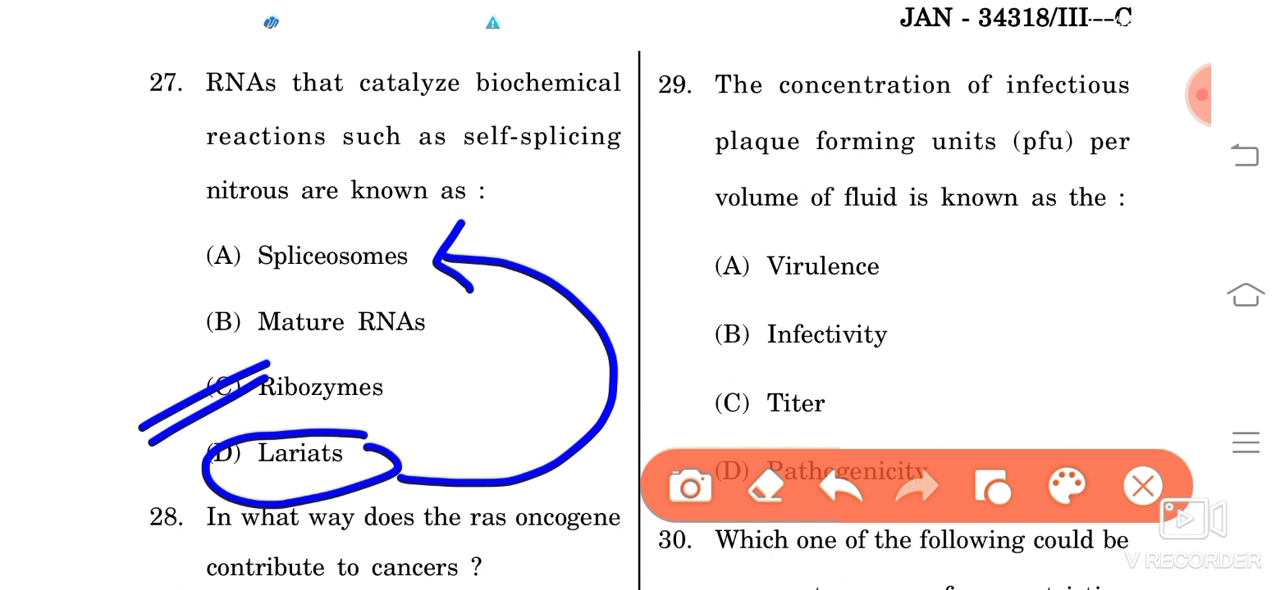 JAN - 34318/III---C
27. RNAs that catalyze biochemical
reactions such as self-splicing
nitrous are known as :
(A) Spliceosomes
(B) Mature RNAs
(C) Ribozymes
(D) Lariats
28. In what way does the ras oncogene
contribute to cancers ?
29. The concentration of infectious
plaque forming units (pfu) per
volume of fluid is known as the :
(A) Virulence
(B) Infectivity
(C) Titer
(D) Pathogenicity
30. Which one of the following could be
V RECORDER